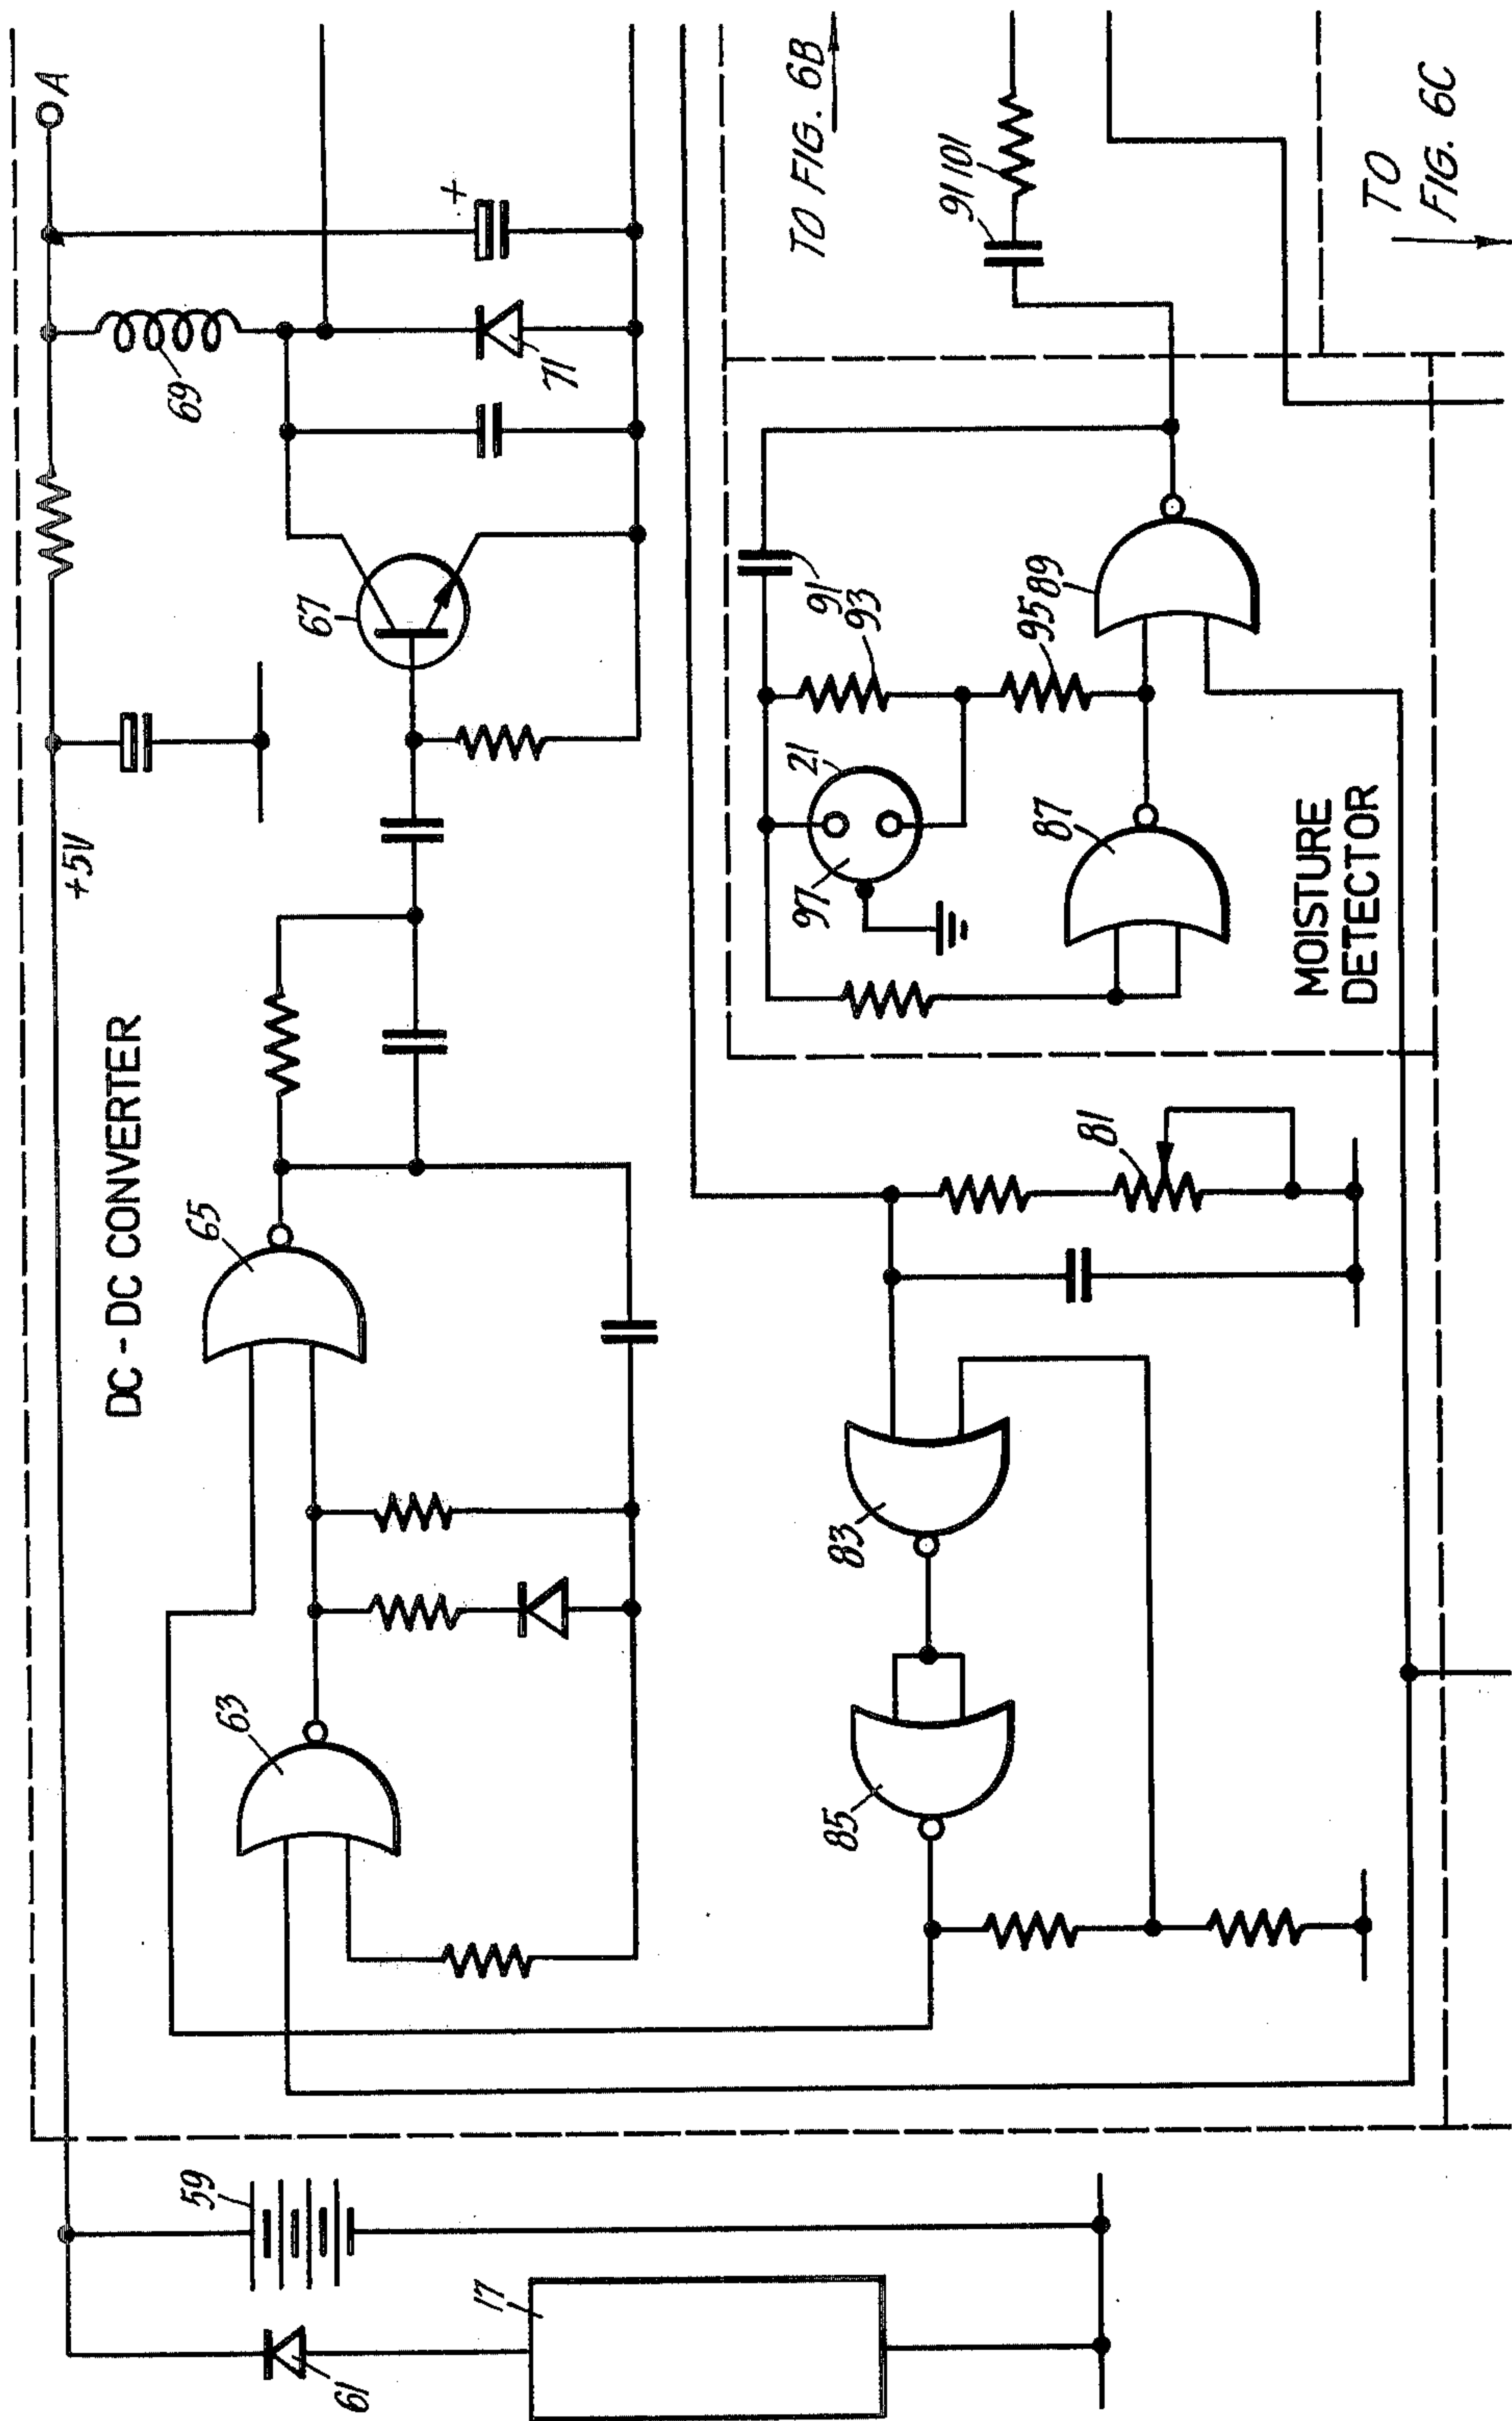 A
+5V
DC-DC CONVERTER
69
71
+
67
65
63
59
61
17
TO FIG. 6B
91
101
91
93
95
89
21
97
87
MOISTURE
DETECTOR
81
83
85
TO
FIG. 6C